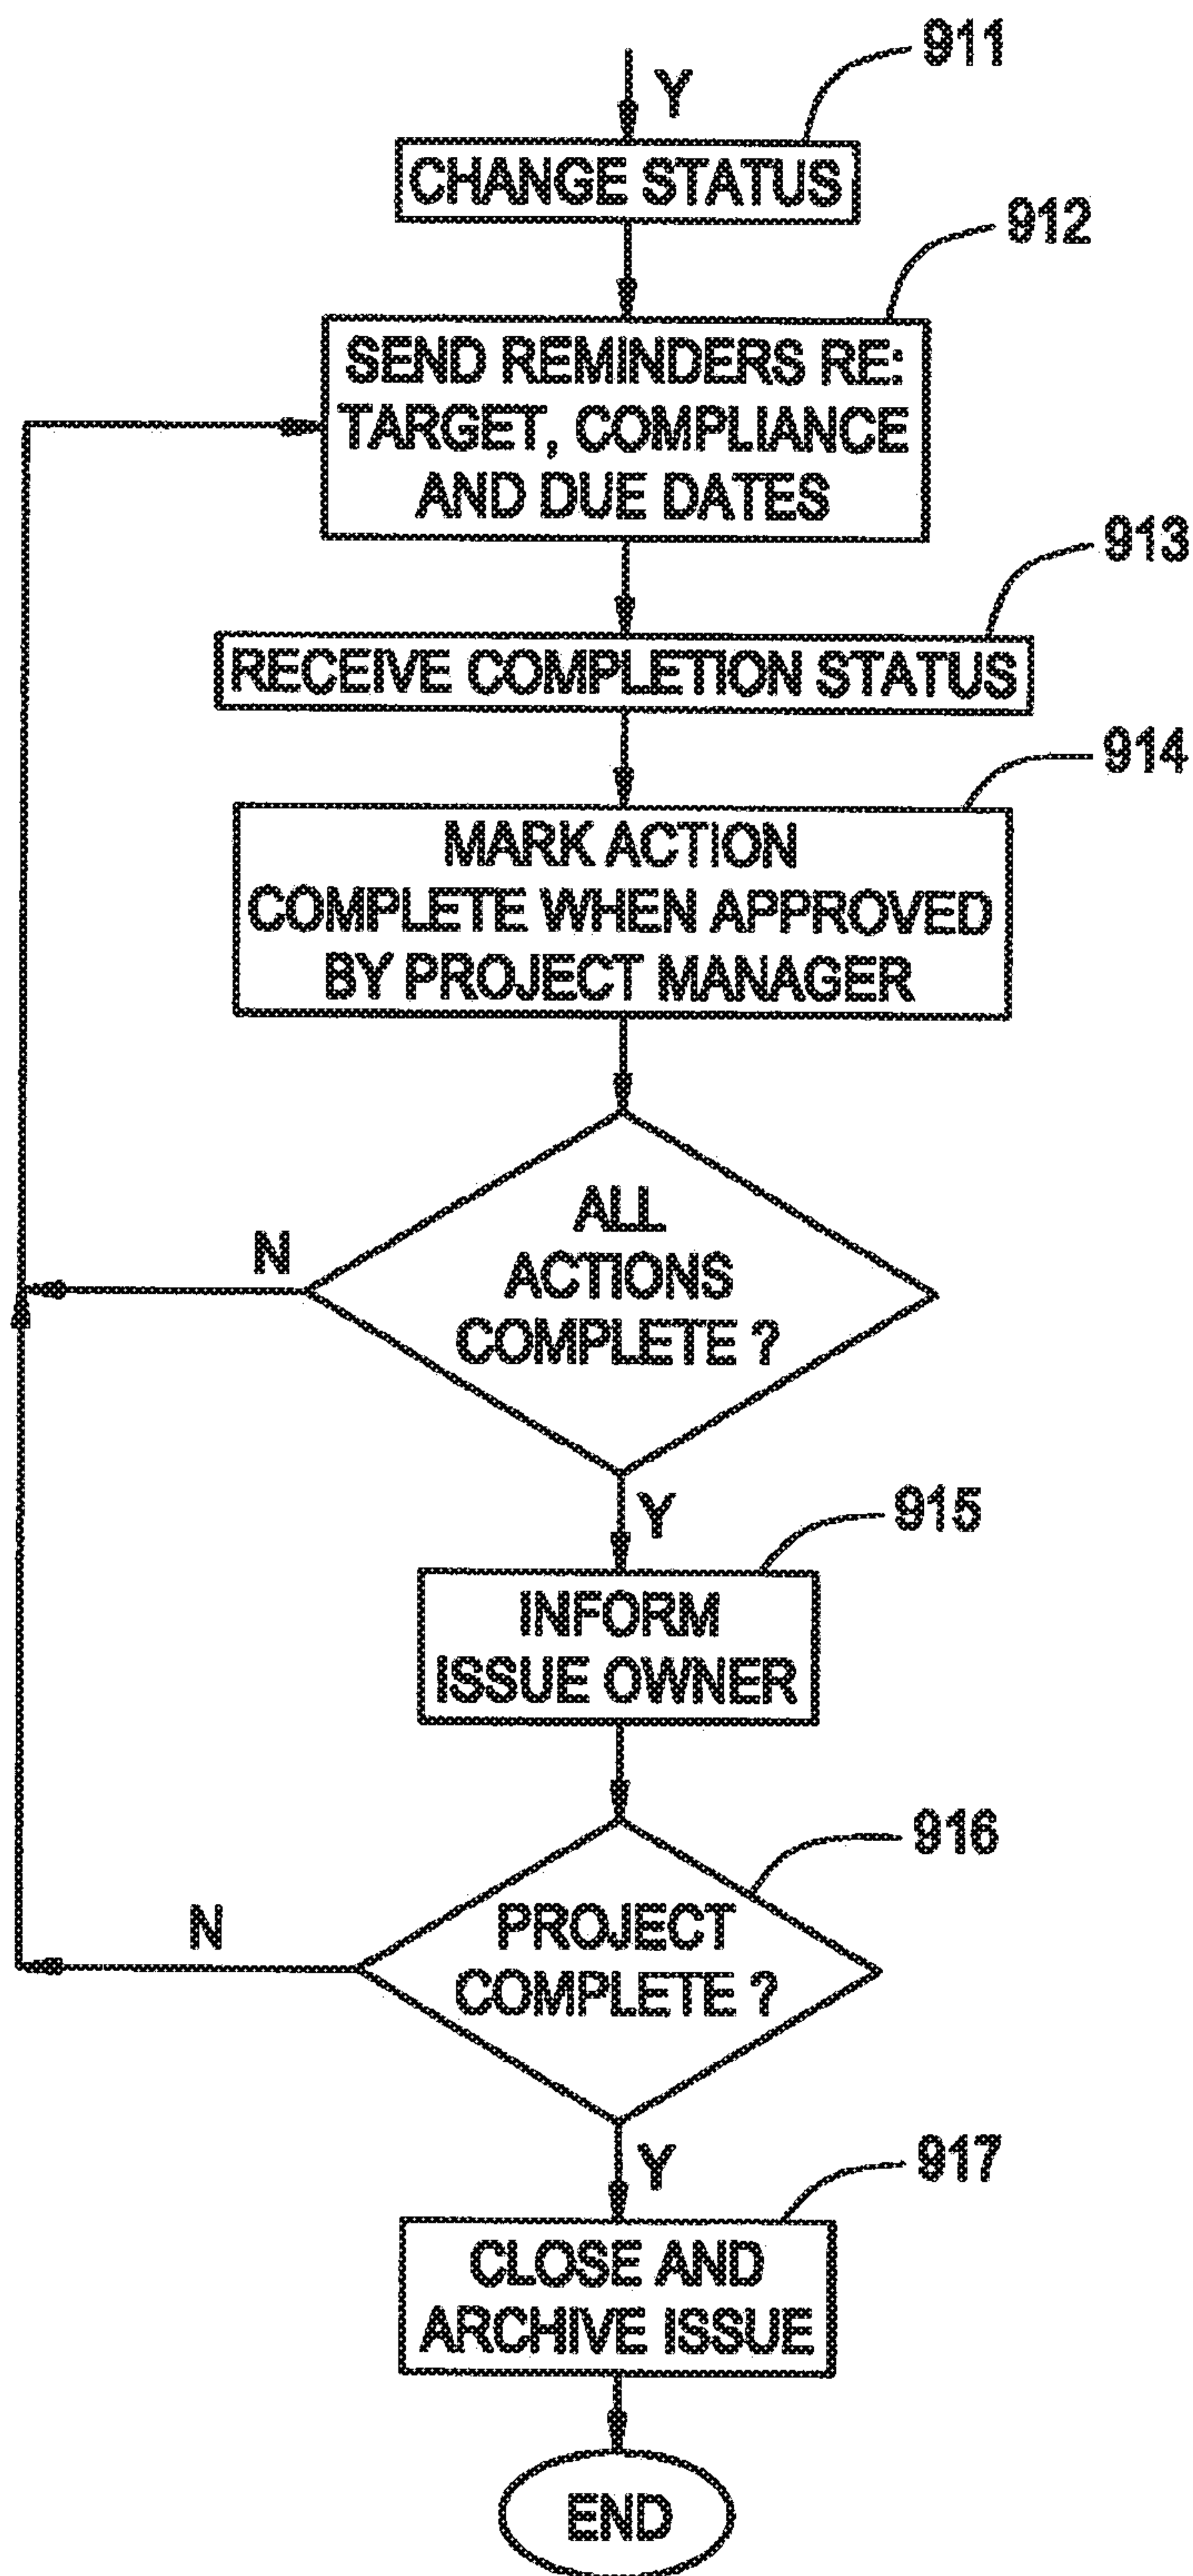 911
Y
CHANGE STATUS
912
SEND REMINDERS RE:
TARGET, COMPLIANCE
AND DUE DATES
913
RECEIVE COMPLETION STATUS
914
MARK ACTION
COMPLETE WHEN APPROVED
BY PROJECT MANAGER
ALL
ACTIONS
COMPLETE ?
N
Y
915
INFORM
ISSUE OWNER
916
PROJECT
COMPLETE ?
N
Y
917
CLOSE AND
ARCHIVE ISSUE
END